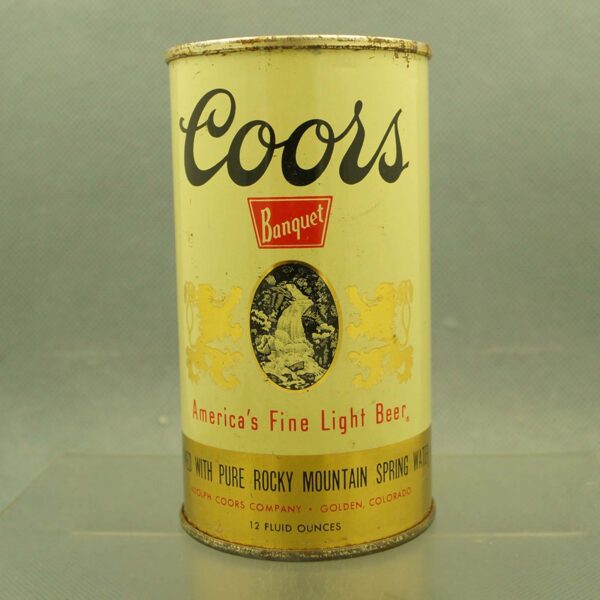 Coors
Banquet
America's Fine Light Beer®
WITH PURE ROCKY MOUNTAIN SPRING
COORS COMPANY • GOLDEN, COLORADO
12 FLUID OUNCES